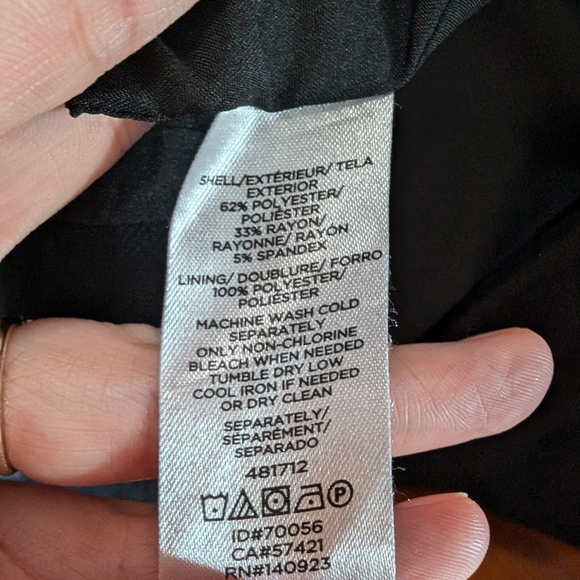 SHELL/EXTÉRIEUR/ TELA
EXTERIOR
62% POLYESTER/
POLIÉSTER
33% RAYON/
RAYONNE/ RAYÓN
5% SPANDEX
LINING/ DOUBLURE/ FORRO
100% POLYESTER/
POLIÉSTER
MACHINE WASH COLD
SEPARATELY
ONLY NON-CHLORINE
BLEACH WHEN NEEDED
TUMBLE DRY LOW
COOL IRON IF NEEDED
OR DRY CLEAN
SEPARATELY/
SÉPARÉMENT/
SEPARADO
481712
P
ID#70056
CA#57421
RN#140923